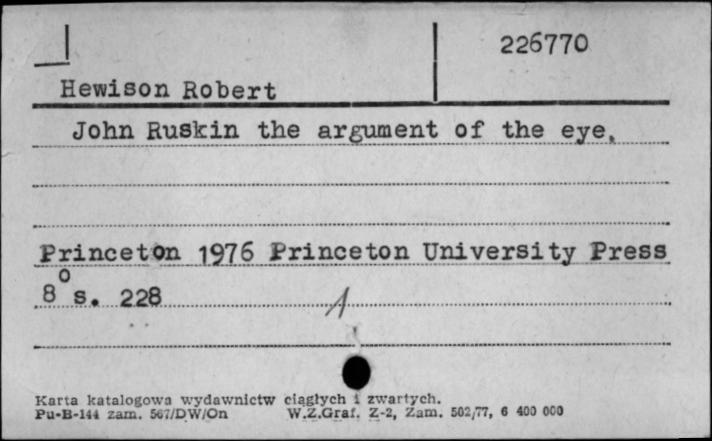 226770
Hewison Robert
John Ruskin the argument of the eye.
Princeton 1976 Princeton University Press
8° s. 228 1
Karta katalogowa wydawnictw ciągłych i zwartych.
Pu-B-144 zam. 567/DW/On W.Z.Graf. Z-2, Zam. 502/77, 6 400 000